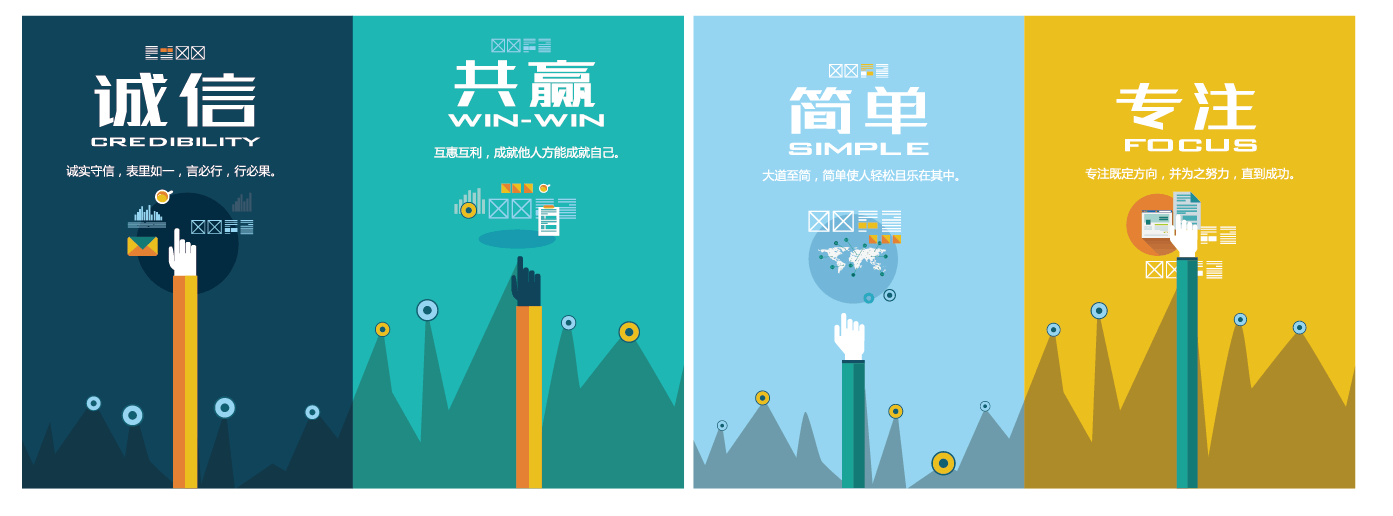 诚信
CREDIBILITY
诚实守信，表里如一，言必行，行必果。
共赢
WIN-WIN
互惠互利，成就他人方能成就自己。
简单
SIMPLE
大道至简，简单使人轻松且乐在其中。
专注
FOCUS
专注既定方向，并为之努力，直到成功。